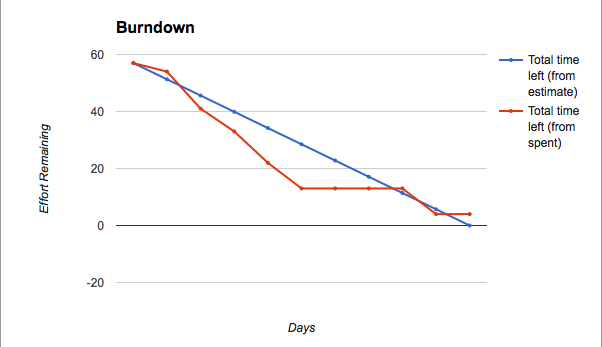 Burndown
Effort Remaining
60
40
20
0
-20
Days
Total time
left (from
estimate)
Total time
left (from
spent)